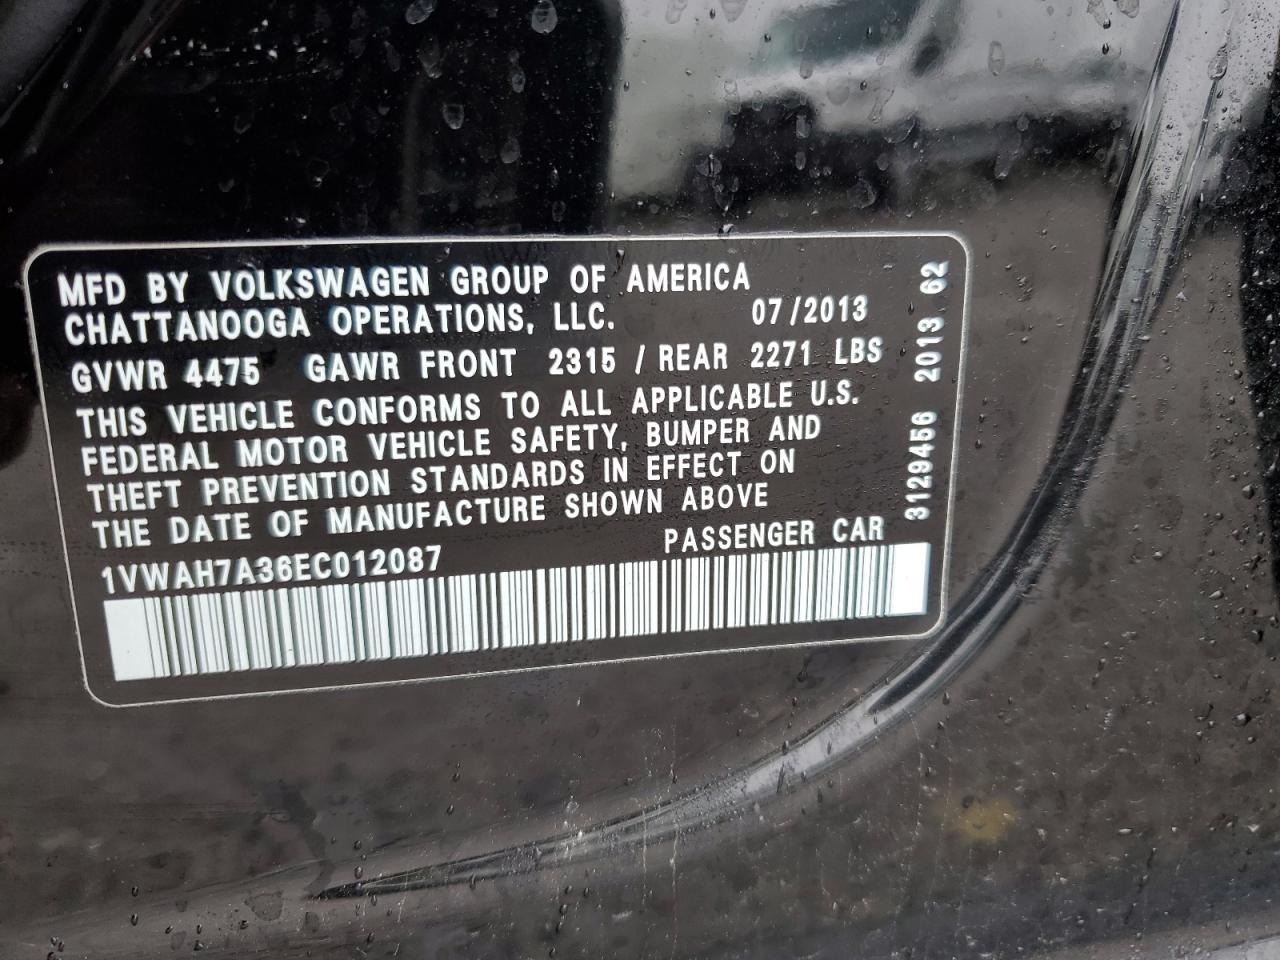 MFD BY VOLKSWAGEN GROUP OF AMERICA
CHATTANOOGA OPERATIONS, LLC. 07/2013
GVWR 4475 GAWR FRONT 2315 / REAR 2271 LBS
THIS VEHICLE CONFORMS TO ALL APPLICABLE U.S.
FEDERAL MOTOR VEHICLE SAFETY, BUMPER AND
THEFT PREVENTION STANDARDS IN EFFECT ON
THE DATE OF MANUFACTURE SHOWN ABOVE
1VWAH7A36EC012087 PASSENGER CAR
3129456 2013 62